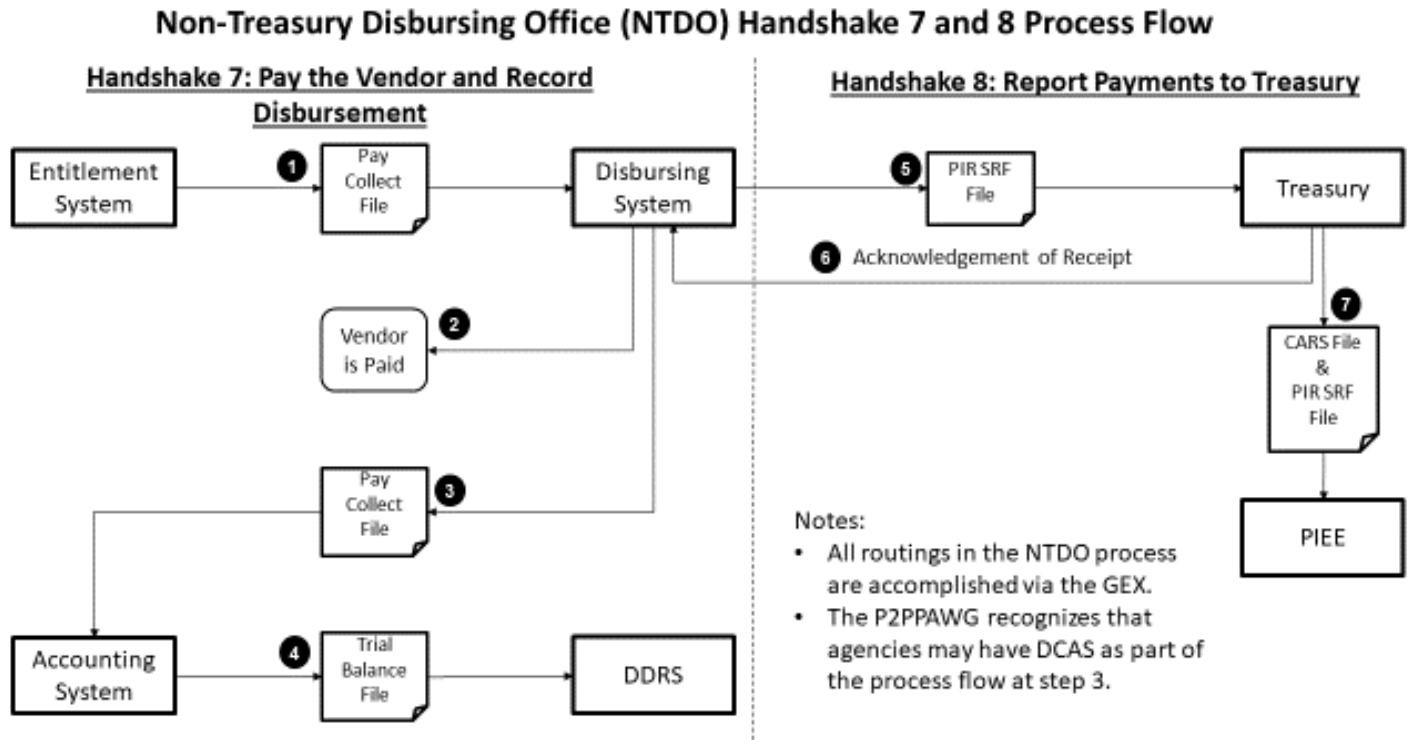 Non-Treasury Disbursing Office (NTDO) Handshake 7 and 8 Process Flow
Handshake 7: Pay the Vendor and Record
Disbursement
Handshake 8: Report Payments to Treasury
Entitlement
System
1
Pay
Collect
File
Disbursing
System
5
PIR SRF
File
Treasury
6 Acknowledgement of Receipt
Vendor
is Paid
2
7
CARS File
&
PIR SRF
File
Pay
Collect
File
3
PIEE
Notes:
• All routings in the NTDO process
are accomplished via the GEX.
• The P2PPAWG recognizes that
agencies may have DCAS as part of
the process flow at step 3.
Accounting
System
4
Trial
Balance
File
DDRS